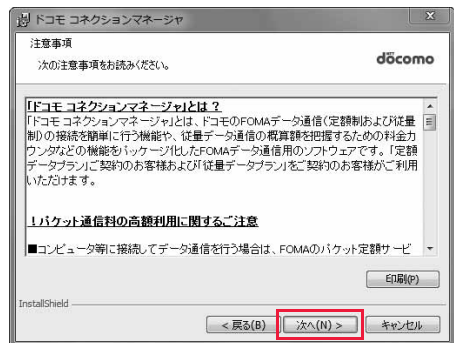 ドコモ コネクションマネージャ
注意事項
次の注意事項をお読みください。
döcomo
「ドコモ コネクションマネージャ」とは?
「ドコモ コネクションマネージャ」とは、ドコモのFOMAデータ通信(定額制および従量
制)の接続を簡単に行う機能や、従量データ通信の概算額を把握するための料金カ
ウンタなどの機能をパッケージ化したFOMAデータ通信用のソフトウェアです。「定額
データプラン」ご契約のお客様および「従量データプラン」をご契約のお客様がご利用
いただけます。
!パケット通信料の高額利用に関するご注意
■コンピュータ等に接続してデータ通信を行う場合は、FOMAのパケット定額サービ
印刷(P)
InstallShield
< 戻る(B)
次へ(N) >
キャンセル